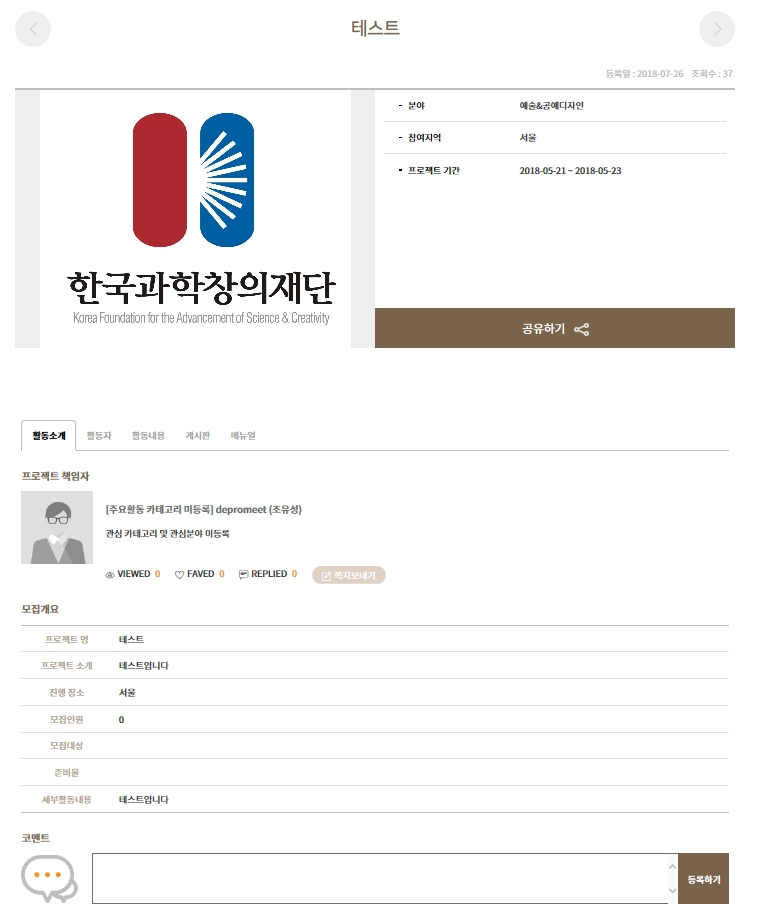 테스트
등록일 : 2018-07-26 조회수 : 37
한국과학창의재단
Korea Foundation for the Advancement of Science & Creativity
- 분야 예술&공예디자인
- 참여지역 서울
- 프로젝트 기간 2018-05-21 ~ 2018-05-23
공유하기
활동소개 활동자 활동내용 게시판 매뉴얼
프로젝트 책임자
[주요활동 카테고리 미등록] depromeet (조유성)
관심 카테고리 및 관심분야 미등록
VIEWED 0 FAVED 0 REPLIED 0 쪽지보내기
모집개요
프로젝트 명 테스트
프로젝트 소개 테스트입니다
진행 장소 서울
모집인원 0
모집대상
준비물
세부활동내용 테스트입니다
코멘트
등록하기